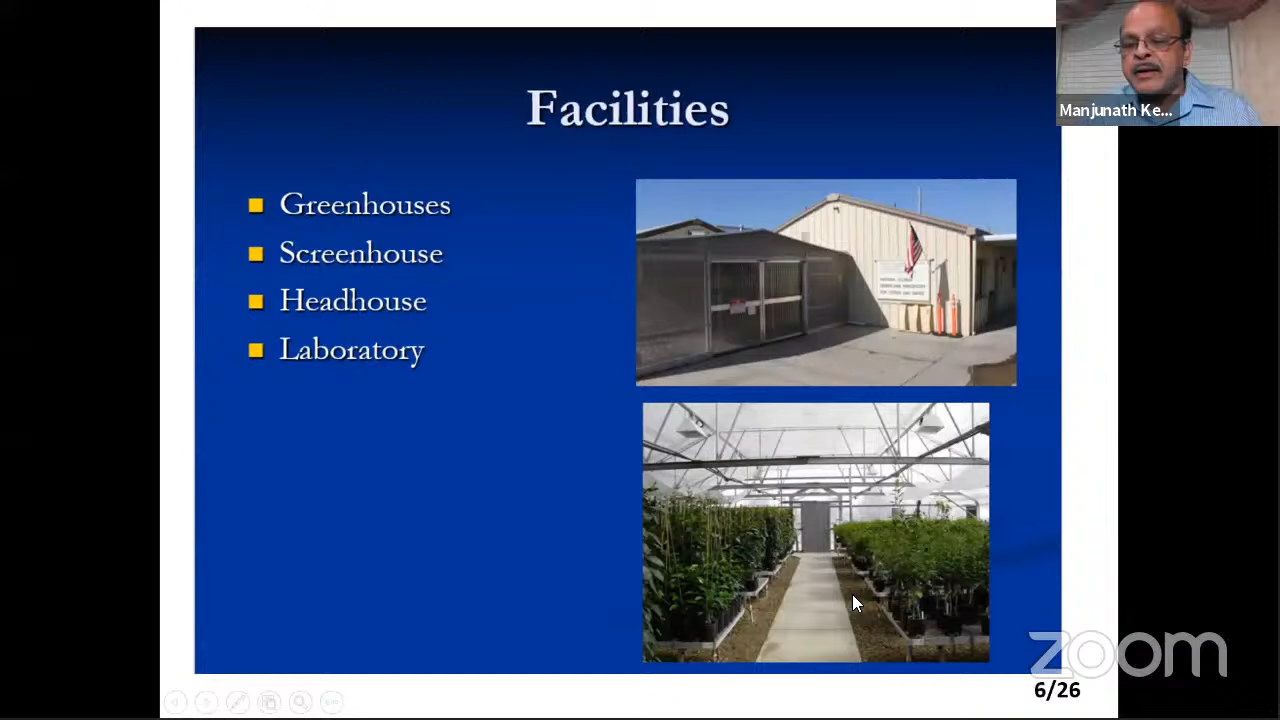 Facilities
Greenhouses
Screenhouse
Headhouse
Laboratory
Manjunath Ke...
zoom
6/26